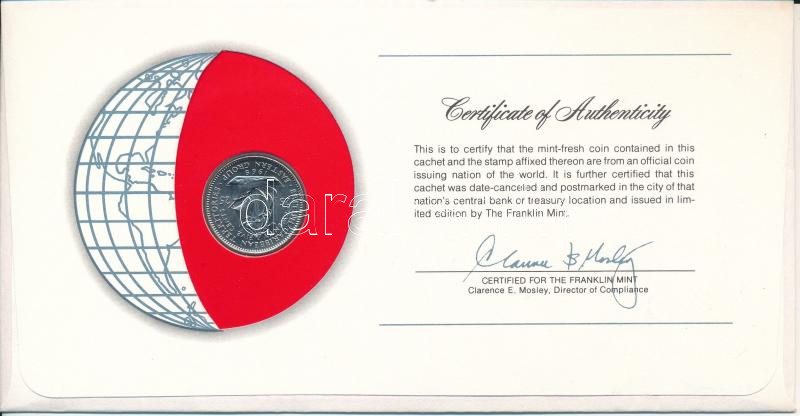 Certificate of Authenticity
This is to certify that the mint-fresh coin contained in this
cachet and the stamp affixed thereon are from an official coin
issuing nation of the world. It is further certified that this
cachet was date-canceled and postmarked in the city of that
nation's central bank or treasury location and issued in lim-
ited edition by The Franklin Mint.
CERTIFIED FOR THE FRANKLIN MINT
Clarence E. Mosley, Director of Compliance
EASTERN GROUP